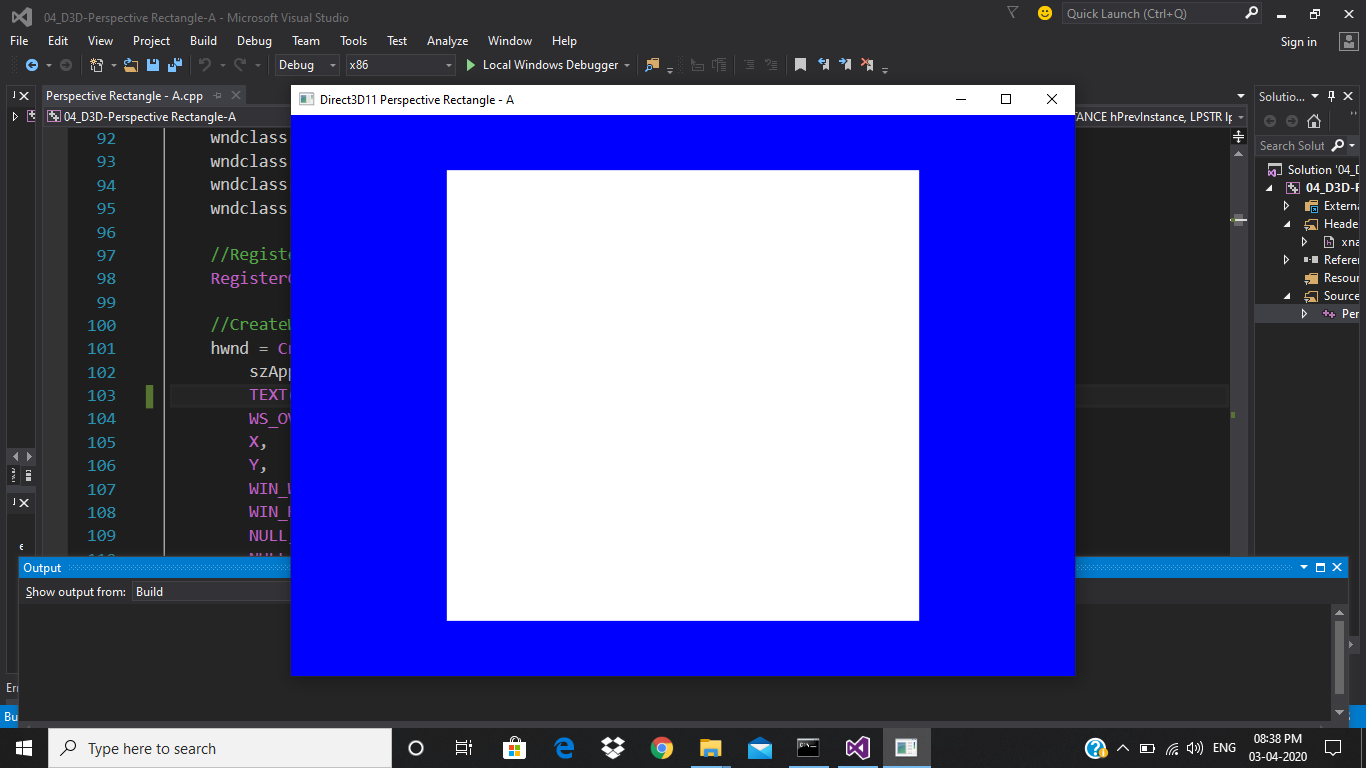 04_D3D-Perspective Rectangle-A - Microsoft Visual Studio
Quick Launch (Ctrl+Q)
File Edit View Project Build Debug Team Tools Test Analyze Window Help
Sign in
Debug x86 Local Windows Debugger
Perspective Rectangle - A.cpp
Direct3D11 Perspective Rectangle - A
Soluti...
04_D3D-Perspective Rectangle-A
TANCE hPrevInstance, LPSTR
Search Solut
92 wndclass
93 wndclass
94 wndclass
95 wndclass
96
97 //Registe
98 Register
99
100 //Create
101 hwnd = Cr
102 szApp
103 TEXT
104 WS_OV
105 X,
106 Y,
107 WIN_
108 WIN_
109 NULL
110 NULL
Solution '04_D
04_D3D-P
Externa
Heade
xna
Referer
Resour
Source
Per
Output
Show output from: Build
Type here to search
ENG
08:38 PM
03-04-2020